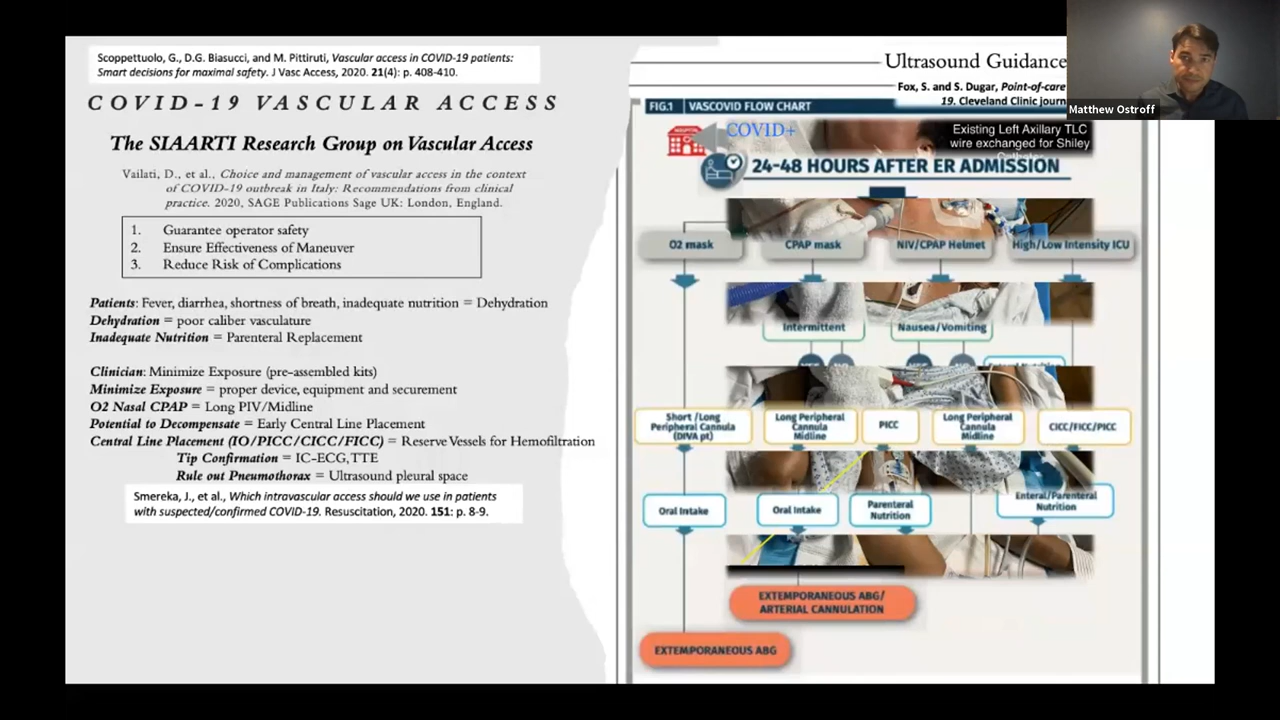 Scoppettuolo, G., D.G. Biasucci, and M. Pittiruti, Vascular access in COVID-19 patients:
Smart decisions for maximal safety. J Vasc Access, 2020. 21(4): p. 408-410.
COVID-19 VASCULAR ACCESS
The SIAARTI Research Group on Vascular Access
Vailati, D., et al., Choice and management of vascular access in the context
of COVID-19 outbreak in Italy: Recommendations from clinical
practice. 2020, SAGE Publications Sage UK: London, England.
1. Guarantee operator safety
2. Ensure Effectiveness of Maneuver
3. Reduce Risk of Complications
Patients: Fever, diarrhea, shortness of breath, inadequate nutrition = Dehydration
Dehydration = poor caliber vasculature
Inadequate Nutrition = Parenteral Replacement
Clinician: Minimize Exposure (pre-assembled kits)
Minimize Exposure = proper device, equipment and securement
O2 Nasal CPAP = Long PIV/Midline
Potential to Decompensate = Early Central Line Placement
Central Line Placement (IO/PICC/CICC/FICC) = Reserve Vessels for Hemofiltration
Tip Confirmation = IC-ECG, TTE
Rule out Pneumothorax = Ultrasound pleural space
Smereka, J., et al., Which intravascular access should we use in patients
with suspected/confirmed COVID-19. Resuscitation, 2020. 151: p. 8-9.
Ultrasound Guidance
Fox, S. and S. Dugar, Point-of-care
19. Cleveland Clinic journ
Matthew Ostroff
FIG.1 VASCOVID FLOW CHART
HOSPITAL
COVID+
Existing Left Axillary TLC
wire exchanged for Shiley
24-48 HOURS AFTER ER ADMISSION
O2 mask
CPAP mask
NIV/CPAP Helmet
High/Low Intensity ICU
Intermittent
Nausea/Vomiting
Short/Long
Peripheral Cannula
(DIVA pt)
Long Peripheral
Cannula
Midline
PICC
Long Peripheral
Cannula
Midline
CICC/FICC/PICC
Oral Intake
Oral Intake
Parenteral
Nutrition
Enteral/Parenteral
Nutrition
EXTEMPORANEOUS ABG/
ARTERIAL CANNULATION
EXTEMPORANEOUS ABG